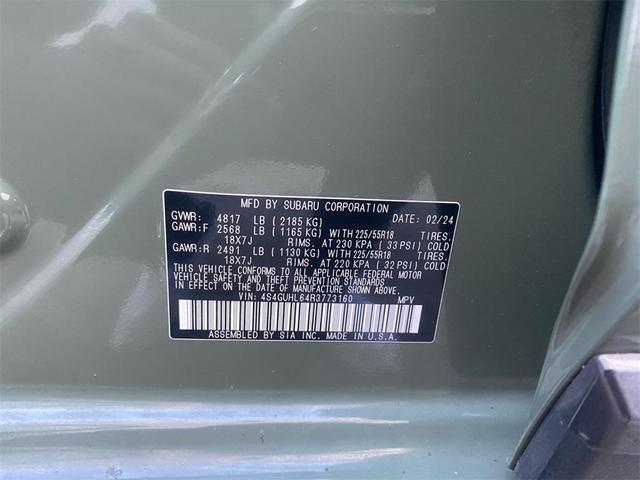 MFD BY SUBARU CORPORATION
GVWR: 4817 LB ( 2185 KG) DATE: 02/24
GAWR:F 2568 LB ( 1165 KG) WITH 225/55R18 TIRES.
18X7J RIMS. AT 230 KPA ( 33 PSI) COLD
GAWR:R 2491 LB ( 1130 KG) WITH 225/55R18 TIRES.
18X7J RIMS. AT 220 KPA ( 32 PSI) COLD
THIS VEHICLE CONFORMS TO ALL APPLICABLE FEDERAL MOTOR
VEHICLE SAFETY AND THEFT PREVENTION STANDARDS
IN EFFECT ON THE DATE OF MANUFACTURE SHOWN ABOVE.
VIN: 4S4GUHL64R3773160 MPV
ASSEMBLED BY SIA INC. MADE IN U.S.A.